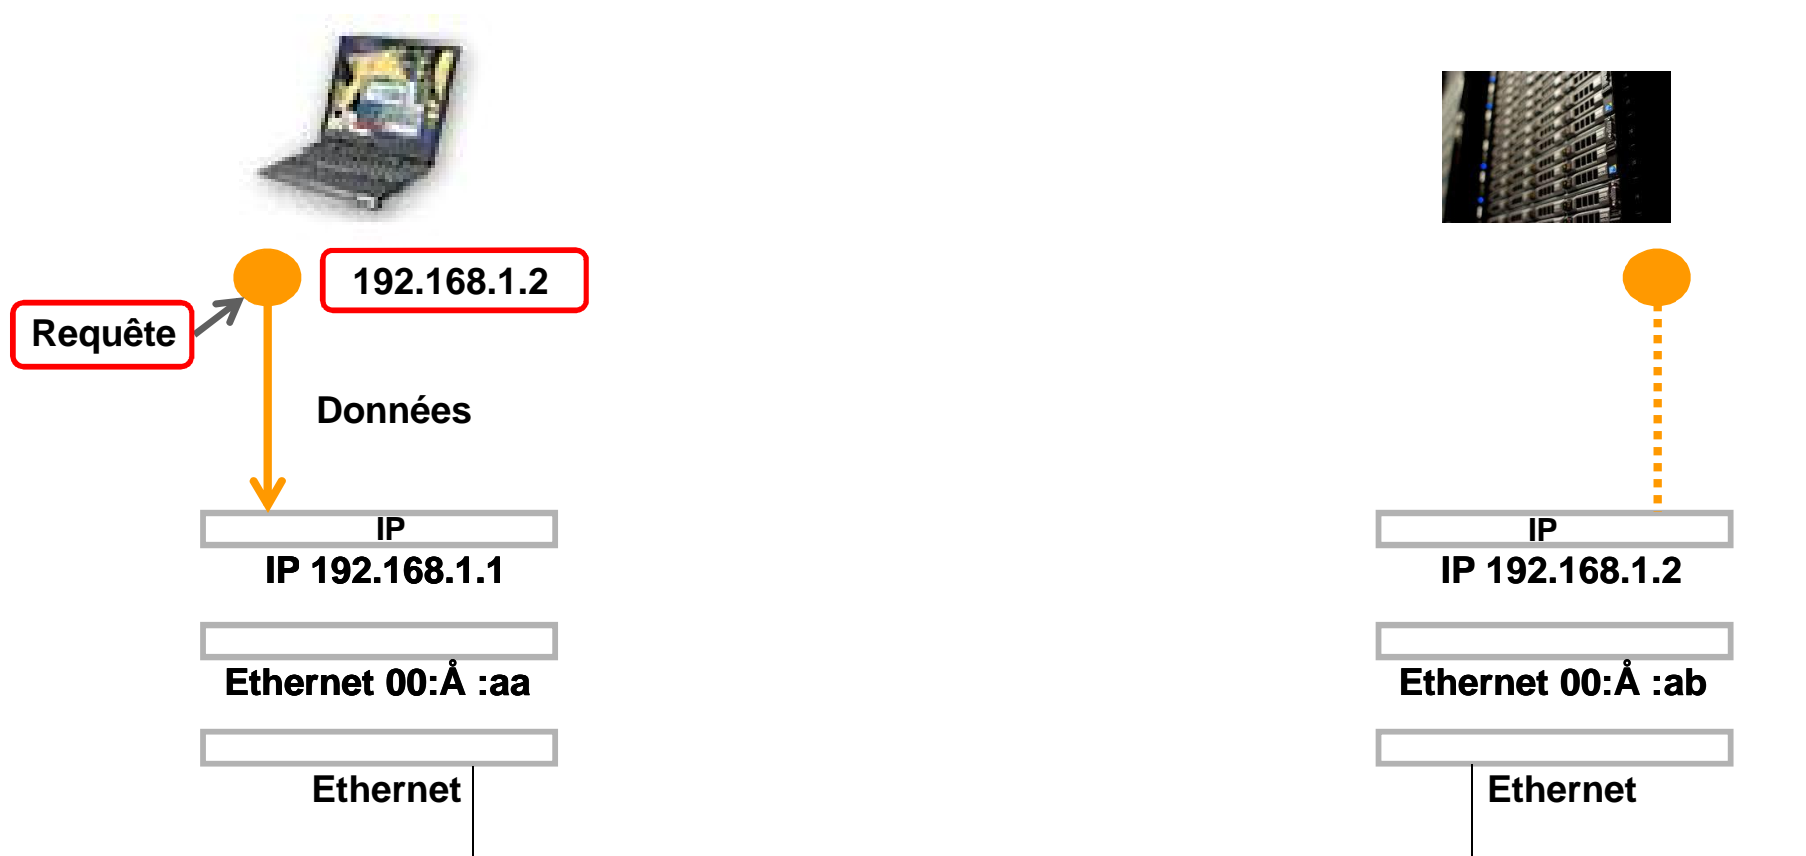 192.168.1.2
Requête
Données
IP
IP 192.168.1.1
Ethernet 00:Å :aa
Ethernet
IP
IP 192.168.1.2
Ethernet 00:Å :ab
Ethernet